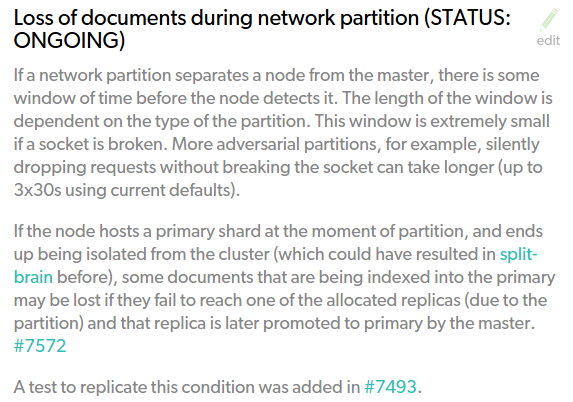 Loss of documents during network partition (STATUS:
ONGOING)
edit
If a network partition separates a node from the master, there is some
window of time before the node detects it. The length of the window is
dependent on the type of the partition. This window is extremely small
if a socket is broken. More adversarial partitions, for example, silently
dropping requests without breaking the socket can take longer (up to
3x30s using current defaults).
If the node hosts a primary shard at the moment of partition, and ends
up being isolated from the cluster (which could have resulted in split-
brain before), some documents that are being indexed into the primary
may be lost if they fail to reach one of the allocated replicas (due to the
partition) and that replica is later promoted to primary by the master.
#7572
A test to replicate this condition was added in #7493.